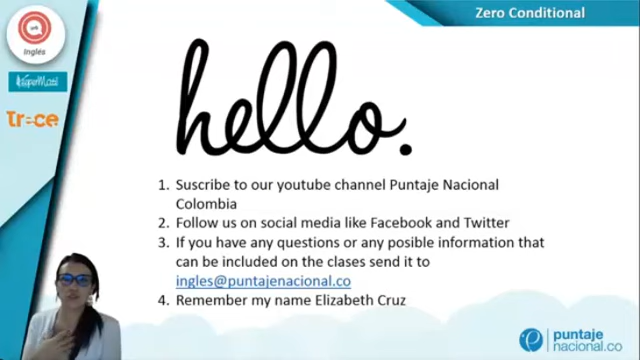 Zero Conditional
Inglés
hello.
1. Suscribe to our youtube channel Puntaje Nacional
Colombia
2. Follow us on social media like Facebook and Twitter
3. If you have any questions or any posible information that
can be included on the clases send it to
ingles@puntajenacional.co
4. Remember my name Elizabeth Cruz
puntaje
nacional.co